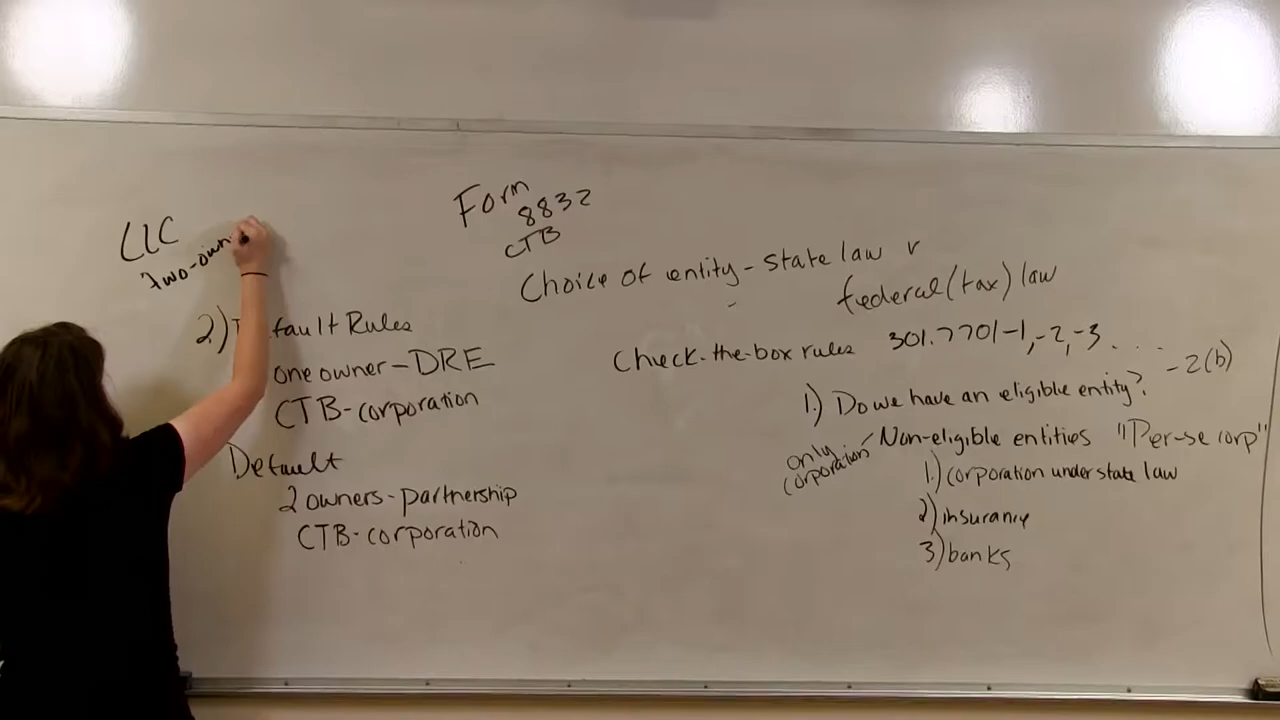 LLC
Two-own
2) Default Rules
one owner - DRE
CTB-corporation
Default
2 owners - partnership
CTB-corporation
Form
8832
CTB
Choice of entity - state law v
federal (tax) law
Check-the-box rules 301.7701-1, -2, -3 . . . .
-2(b)
1.) Do we have an eligible entity?
only corporation
Non-eligible entities "Per-se corp"
1.) corporation under state law
2) insurance
3) banks